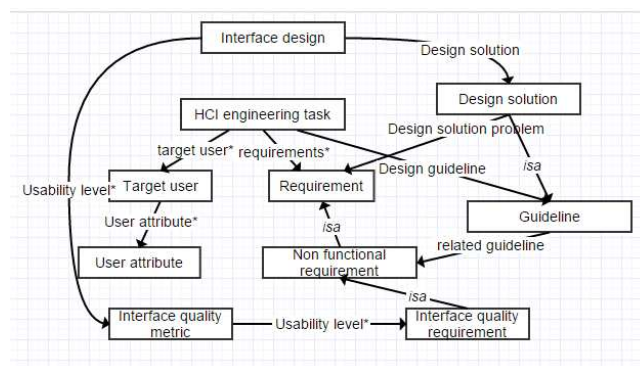 Interface design
Design solution
Design solution
HCI engineering task
Design solution problem
target user* requirements*
Design guideline
isa
Usability level*
Target user
Requirement
Guideline
User attribute*
isa
related guideline
User attribute
Non functional
requirement
isa
Interface quality
metric
Usability level*
Interface quality
requirement